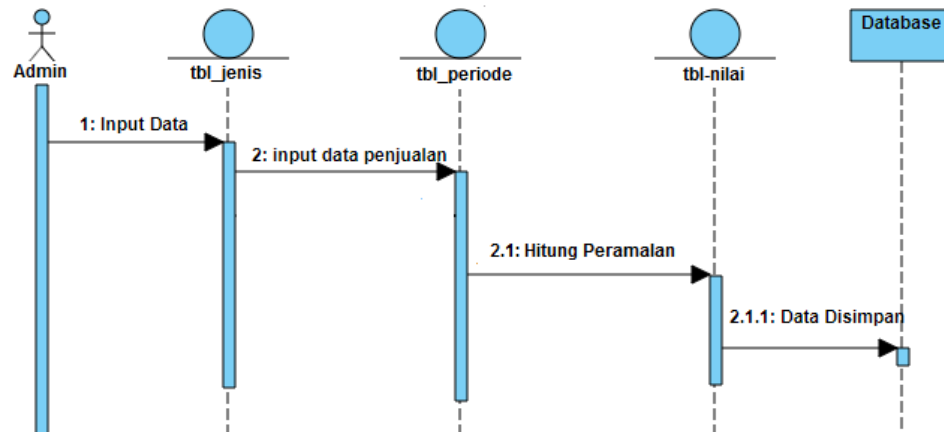 Admin
tbl_jenis
tbl_periode
tbl-nilai
Database
1: Input Data
2: input data penjualan
2.1: Hitung Peramalan
2.1.1: Data Disimpan